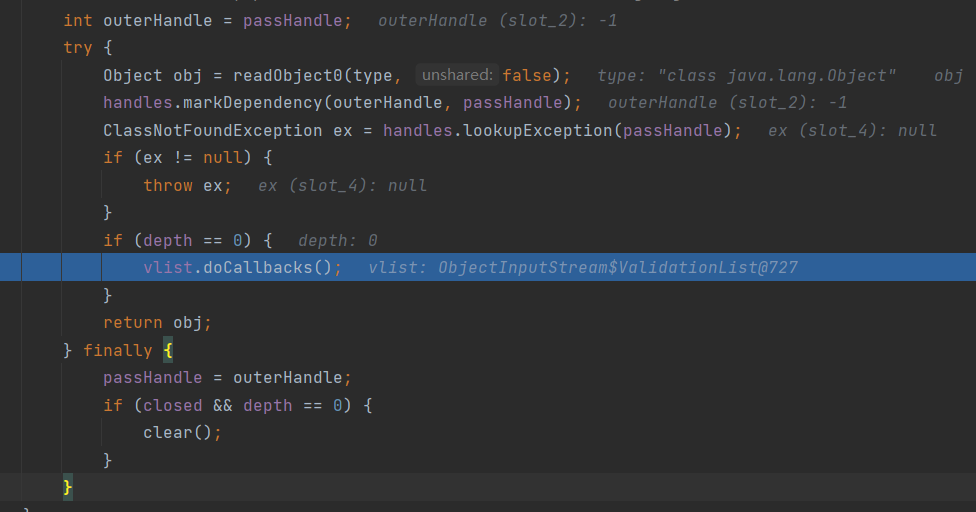 int outerHandle = passHandle; outerHandle (slot_2): -1
try {
Object obj = readObject0(type, unshared: false); type: "class java.lang.Object" obj
handles.markDependency(outerHandle, passHandle); outerHandle (slot_2): -1
ClassNotFoundException ex = handles.lookupException(passHandle); ex (slot_4): null
if (ex != null) {
throw ex; ex (slot_4): null
}
if (depth == 0) { depth: 0
vlist.doCallbacks(); vlist: ObjectInputStream$ValidationList@727
}
return obj;
} finally {
passHandle = outerHandle;
if (closed && depth == 0) {
clear();
}
}